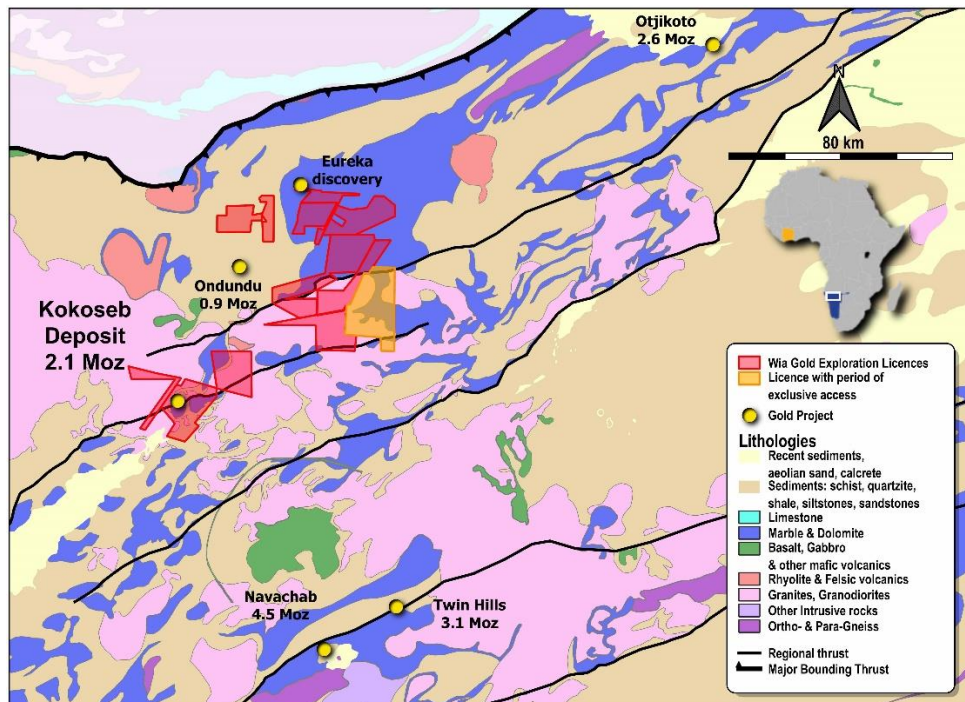 Otjikoto
2.6 Moz
N
80 km
Eureka
discovery
Ondundu
0.9 Moz
Kokoseb
Deposit
2.1 Moz
Navachab
4.5 Moz
Twin Hills
3.1 Moz
Wia Gold Exploration Licences
Licence with period of
exclusive access
Gold Project
Lithologies
Recent sediments,
aeolian sand, calcrete
Sediments: schist, quartzite,
shale, siltstones, sandstones
Limestone
Marble & Dolomite
Basalt, Gabbro
& other mafic volcanics
Rhyolite & Felsic volcanics
Granites, Granodiorites
Other Intrusive rocks
Ortho- & Para-Gneiss
Regional thrust
Major Bounding Thrust